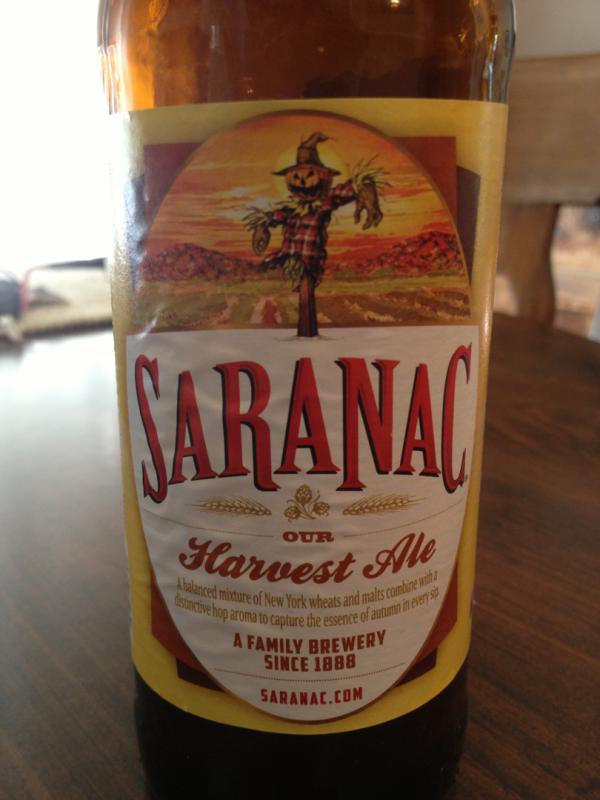 SARANAC
OUR
Harvest Ale
A balanced mixture of New York wheats and malts combine with a
distinctive hop aroma to capture the essence of autumn in every sip.
A FAMILY BREWERY
SINCE 1888
SARANAC.COM